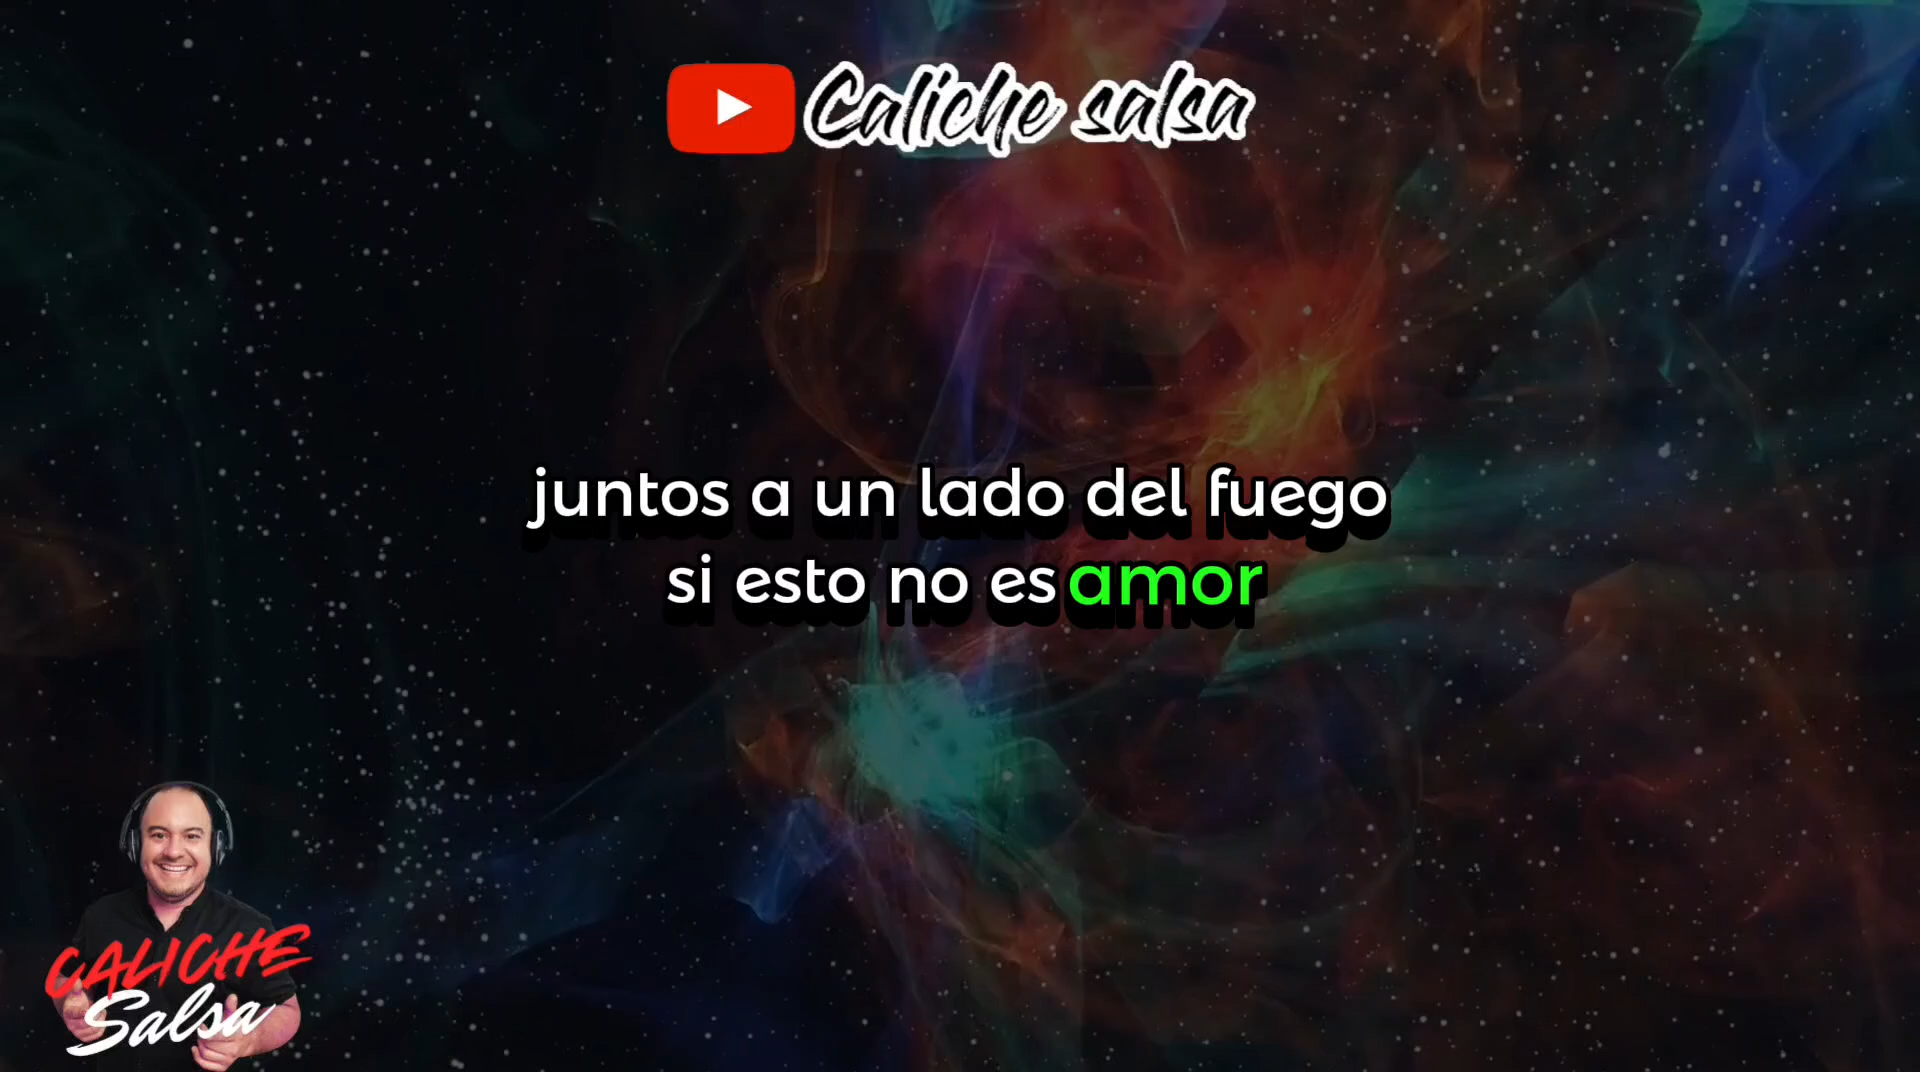 Caliche salsa
juntos a un lado del fuego
si esto no es amor
CALICHE
Salsa